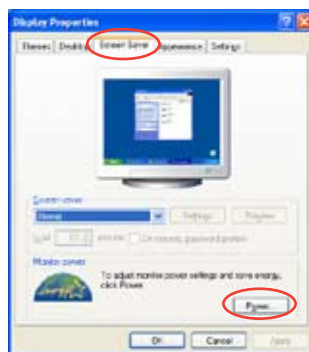 Display Properties
Themes Desktop Screen Saver Appearance Settings
Screen saver
(None) Settings Preview
Wait minutes On resume, password protect
Monitor power
To adjust monitor power settings and save energy,
click Power.
Power...
OK Cancel Apply